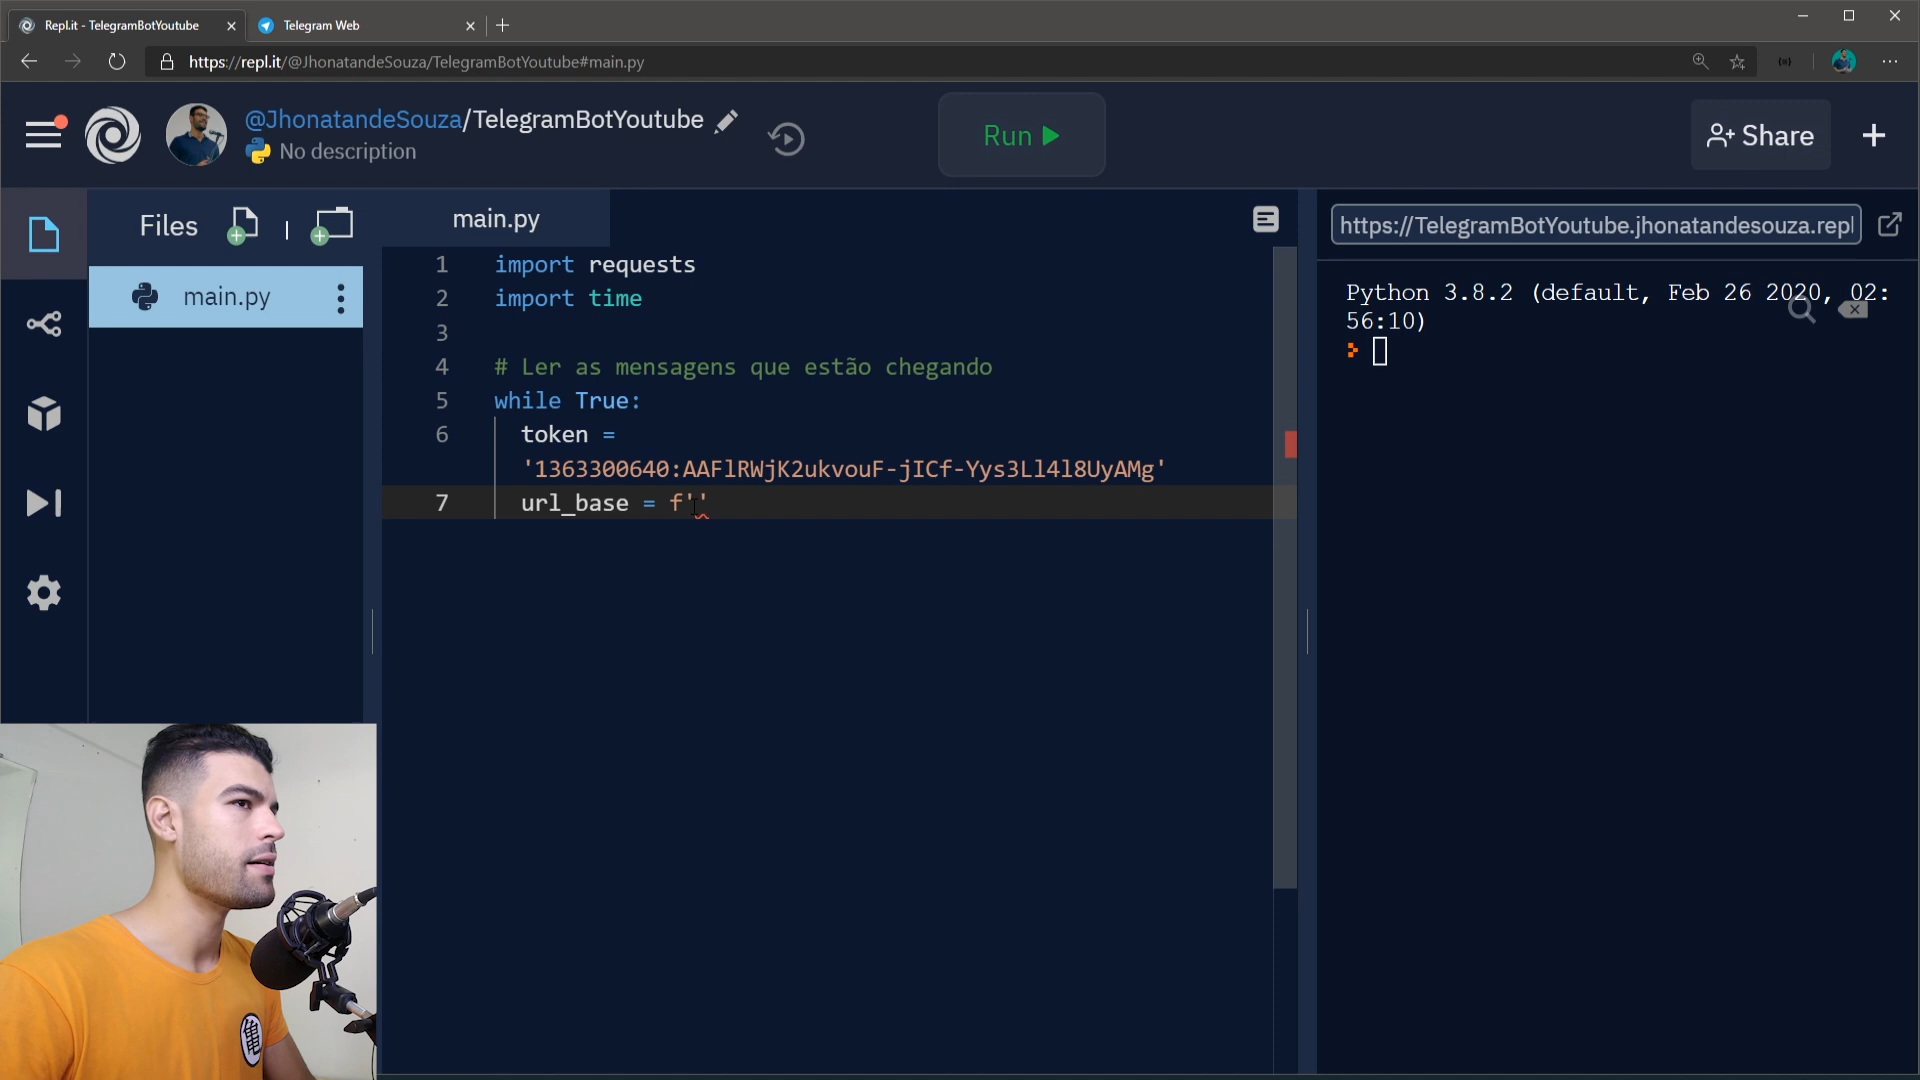 Repl.it - TelegramBotYoutube
Telegram Web
https://repl.it/@JhonatandeSouza/TelegramBotYoutube#main.py
@JhonatandeSouza/TelegramBotYoutube
No description
Run
Share
Files
main.py
main.py
https://TelegramBotYoutube.jhonatandesouza.repl
1 import requests
2 import time
3
4 # Ler as mensagens que estão chegando
5 while True:
6 token =
'1363300640:AAFlRWjK2ukvouF-jICf-Yys3Ll4l8UyAMg'
7 url_base = f''
Python 3.8.2 (default, Feb 26 2020, 02:
56:10)
亀